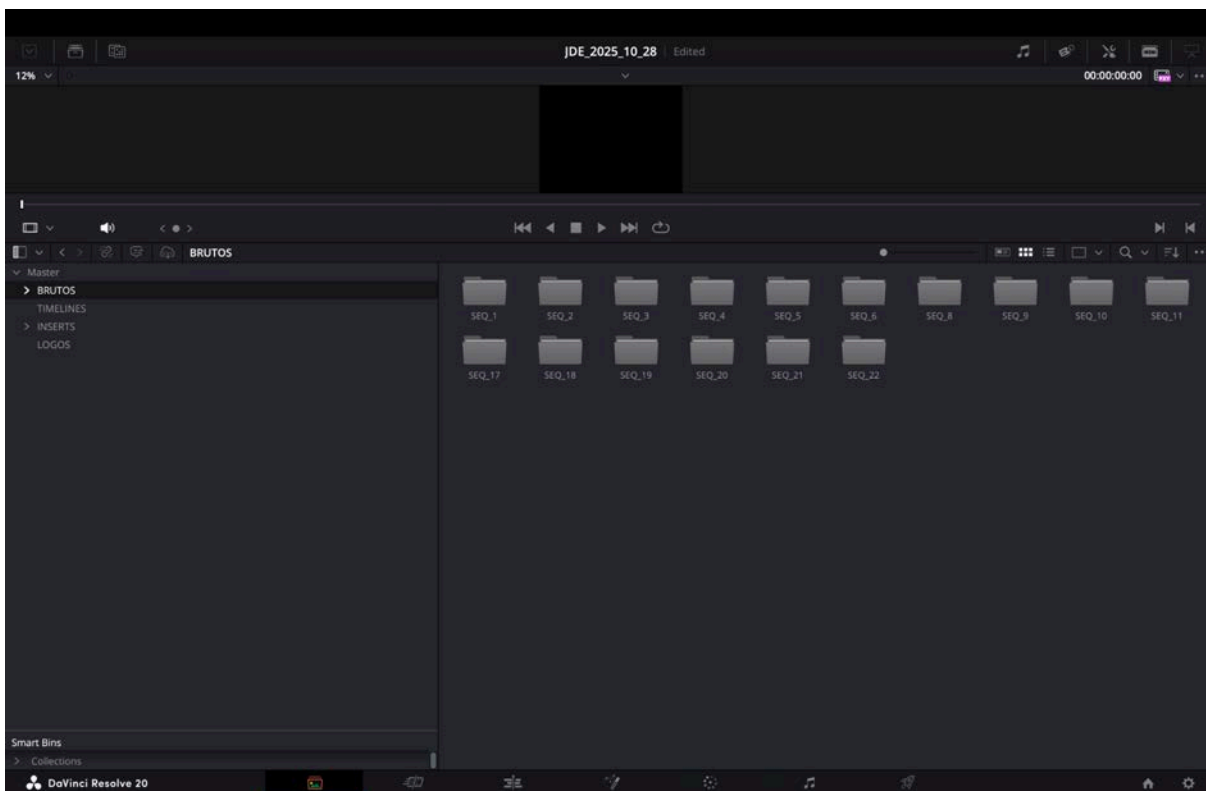 JDE_2025_10_28 Edited
12% 00:00:00:00
BRUTOS
Master
BRUTOS
TIMELINES
INSERTS
LOGOS
SEQ_1 SEQ_2 SEQ_3 SEQ_4 SEQ_5 SEQ_6 SEQ_8 SEQ_9 SEQ_10 SEQ_11
SEQ_17 SEQ_18 SEQ_19 SEQ_20 SEQ_21 SEQ_22
Smart Bins
Collections
DaVinci Resolve 20